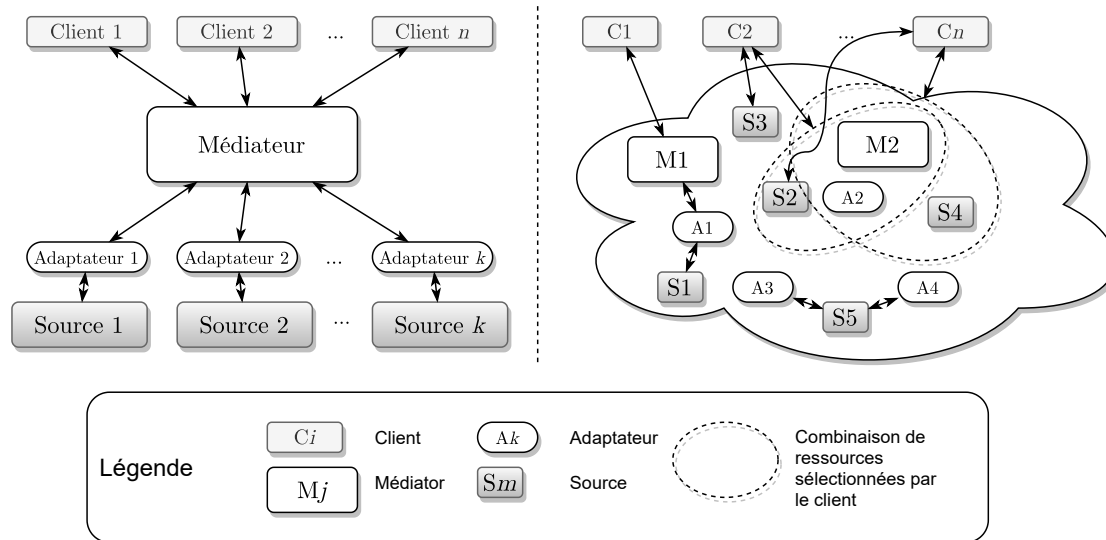 Client 1
Client 2
...
Client n
Médiateur
Adaptateur 1
Adaptateur 2
...
Adaptateur k
Source 1
Source 2
...
Source k
C1
C2
...
Cn
S3
M1
M2
S2
A2
S4
A1
S1
A3
A4
S5
Légende
Ci
Client
Ak
Adaptateur
Mj
Médiator
Sm
Source
Combinaison de
ressources
sélectionnées par
le client